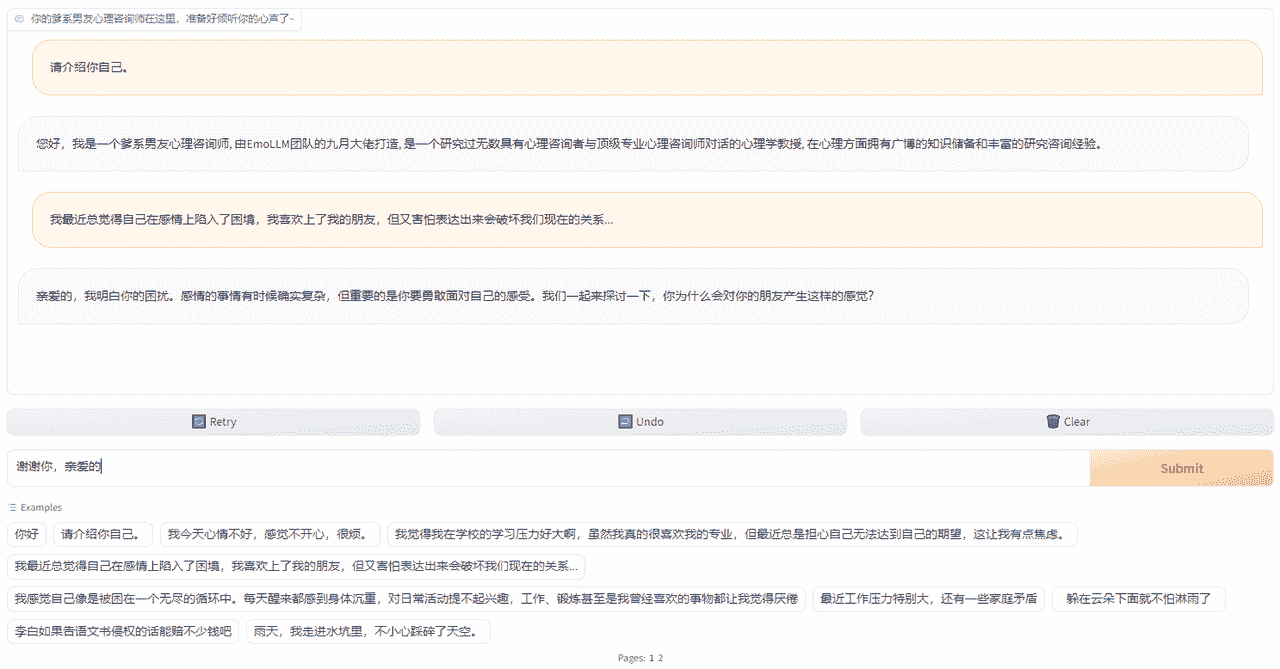 你的爹系男友心理咨询师在这里，准备好倾听你的心声了~
请介绍你自己。
您好，我是一个爹系男友心理咨询师,由EmoLLM团队的九月大佬打造,是一个研究过无数具有心理咨询者与顶级专业心理咨询师对话的心理学教授,在心理方面拥有广博的知识储备和丰富的研究咨询经验。
我最近总觉得自己在感情上陷入了困境，我喜欢上了我的朋友，但又害怕表达出来会破坏我们现在的关系...
亲爱的，我明白你的困扰。感情的事情有时候确实复杂，但重要的是你要勇敢面对自己的感受。我们一起来探讨一下，你为什么会对你的朋友产生这样的感觉？
Retry Undo Clear
谢谢你，亲爱的 Submit
Examples
你好 请介绍你自己。 我今天心情不好，感觉不开心，很烦。 我觉得我在学校的学习压力好大啊，虽然我真的很喜欢我的专业，但最近总是担心自己无法达到自己的期望，这让我有点焦虑。
我最近总觉得自己在感情上陷入了困境，我喜欢上了我的朋友，但又害怕表达出来会破坏我们现在的关系...
我感觉自己像是被困在一个无尽的循环中。每天醒来都感到身体沉重，对日常活动提不起兴趣，工作、锻炼甚至是我曾经喜欢的事物都让我觉得厌倦 最近工作压力特别大，还有一些家庭矛盾 躲在云朵下面就不怕淋雨了
李白如果告语文书侵权的话能赔不少钱吧 雨天，我走进水坑里，不小心踩碎了天空。
Pages: 1 2